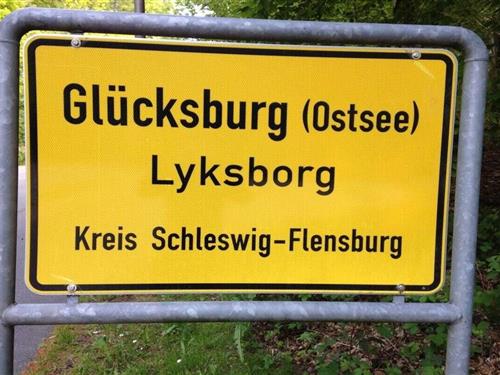 Glücksburg (Ostsee)
Lyksborg
Kreis Schleswig-Flensburg